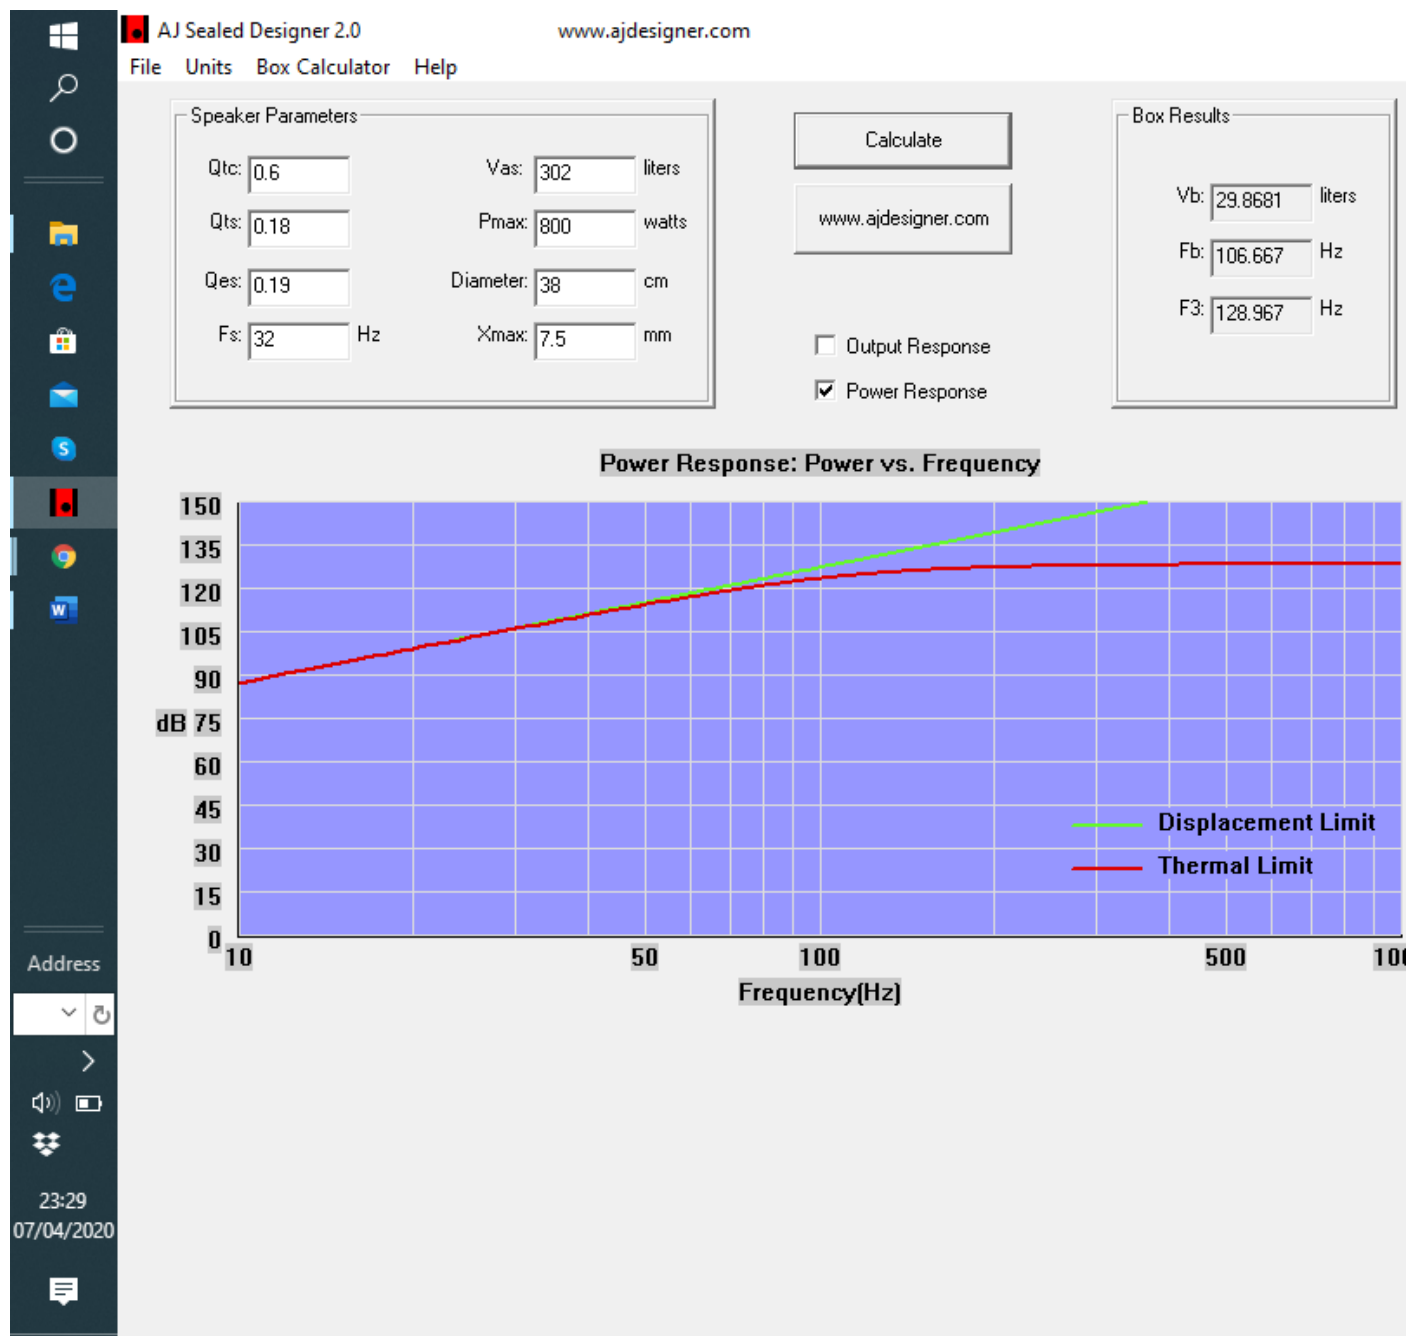 AJ Sealed Designer 2.0 www.ajdesigner.com
File Units Box Calculator Help
Speaker Parameters
Qtc: 0.6 Vas: 302 liters
Qts: 0.18 Pmax: 800 watts
Qes: 0.19 Diameter: 38 cm
Fs: 32 Hz Xmax: 7.5 mm
Calculate
www.ajdesigner.com
Output Response
Power Response
Box Results
Vb: 29.8681 liters
Fb: 106.667 Hz
F3: 128.967 Hz
Power Response: Power vs. Frequency
150
135
120
105
90
dB 75
60
45
30
15
0
Displacement Limit
Thermal Limit
10 50 100 500 100
Frequency(Hz)
S
W
Address
23:29
07/04/2020